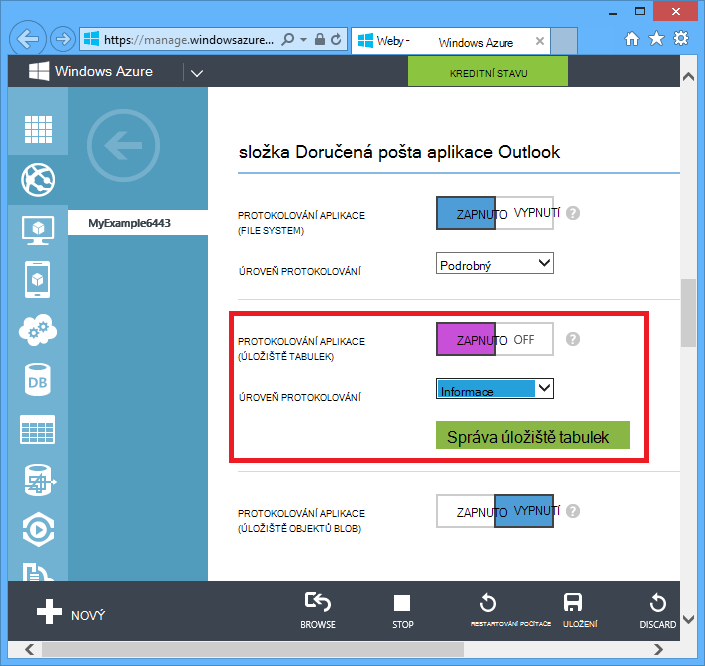 https://manage.windowsazure...
Weby - Windows Azure
Windows Azure
KREDITNÍ STAVU
složka Doručená pošta aplikace Outlook
MyExample6443
PROTOKOLOVÁNÍ APLIKACE
(FILE SYSTEM)
ZAPNUTO VYPNUTÍ ?
ÚROVEŇ PROTOKOLOVÁNÍ
Podrobný
PROTOKOLOVÁNÍ APLIKACE
(ÚLOŽIŠTĚ TABULEK)
ZAPNUTO OFF ?
ÚROVEŇ PROTOKOLOVÁNÍ
Informace
Správa úložiště tabulek
DB
PROTOKOLOVÁNÍ APLIKACE
(ÚLOŽIŠTĚ OBJEKTŮ BLOB)
ZAPNUTO VYPNUTÍ ?
NOVÝ
BROWSE
STOP
RESTARTOVÁNÍ POČÍTAČE
ULOŽENÍ
DISCARD